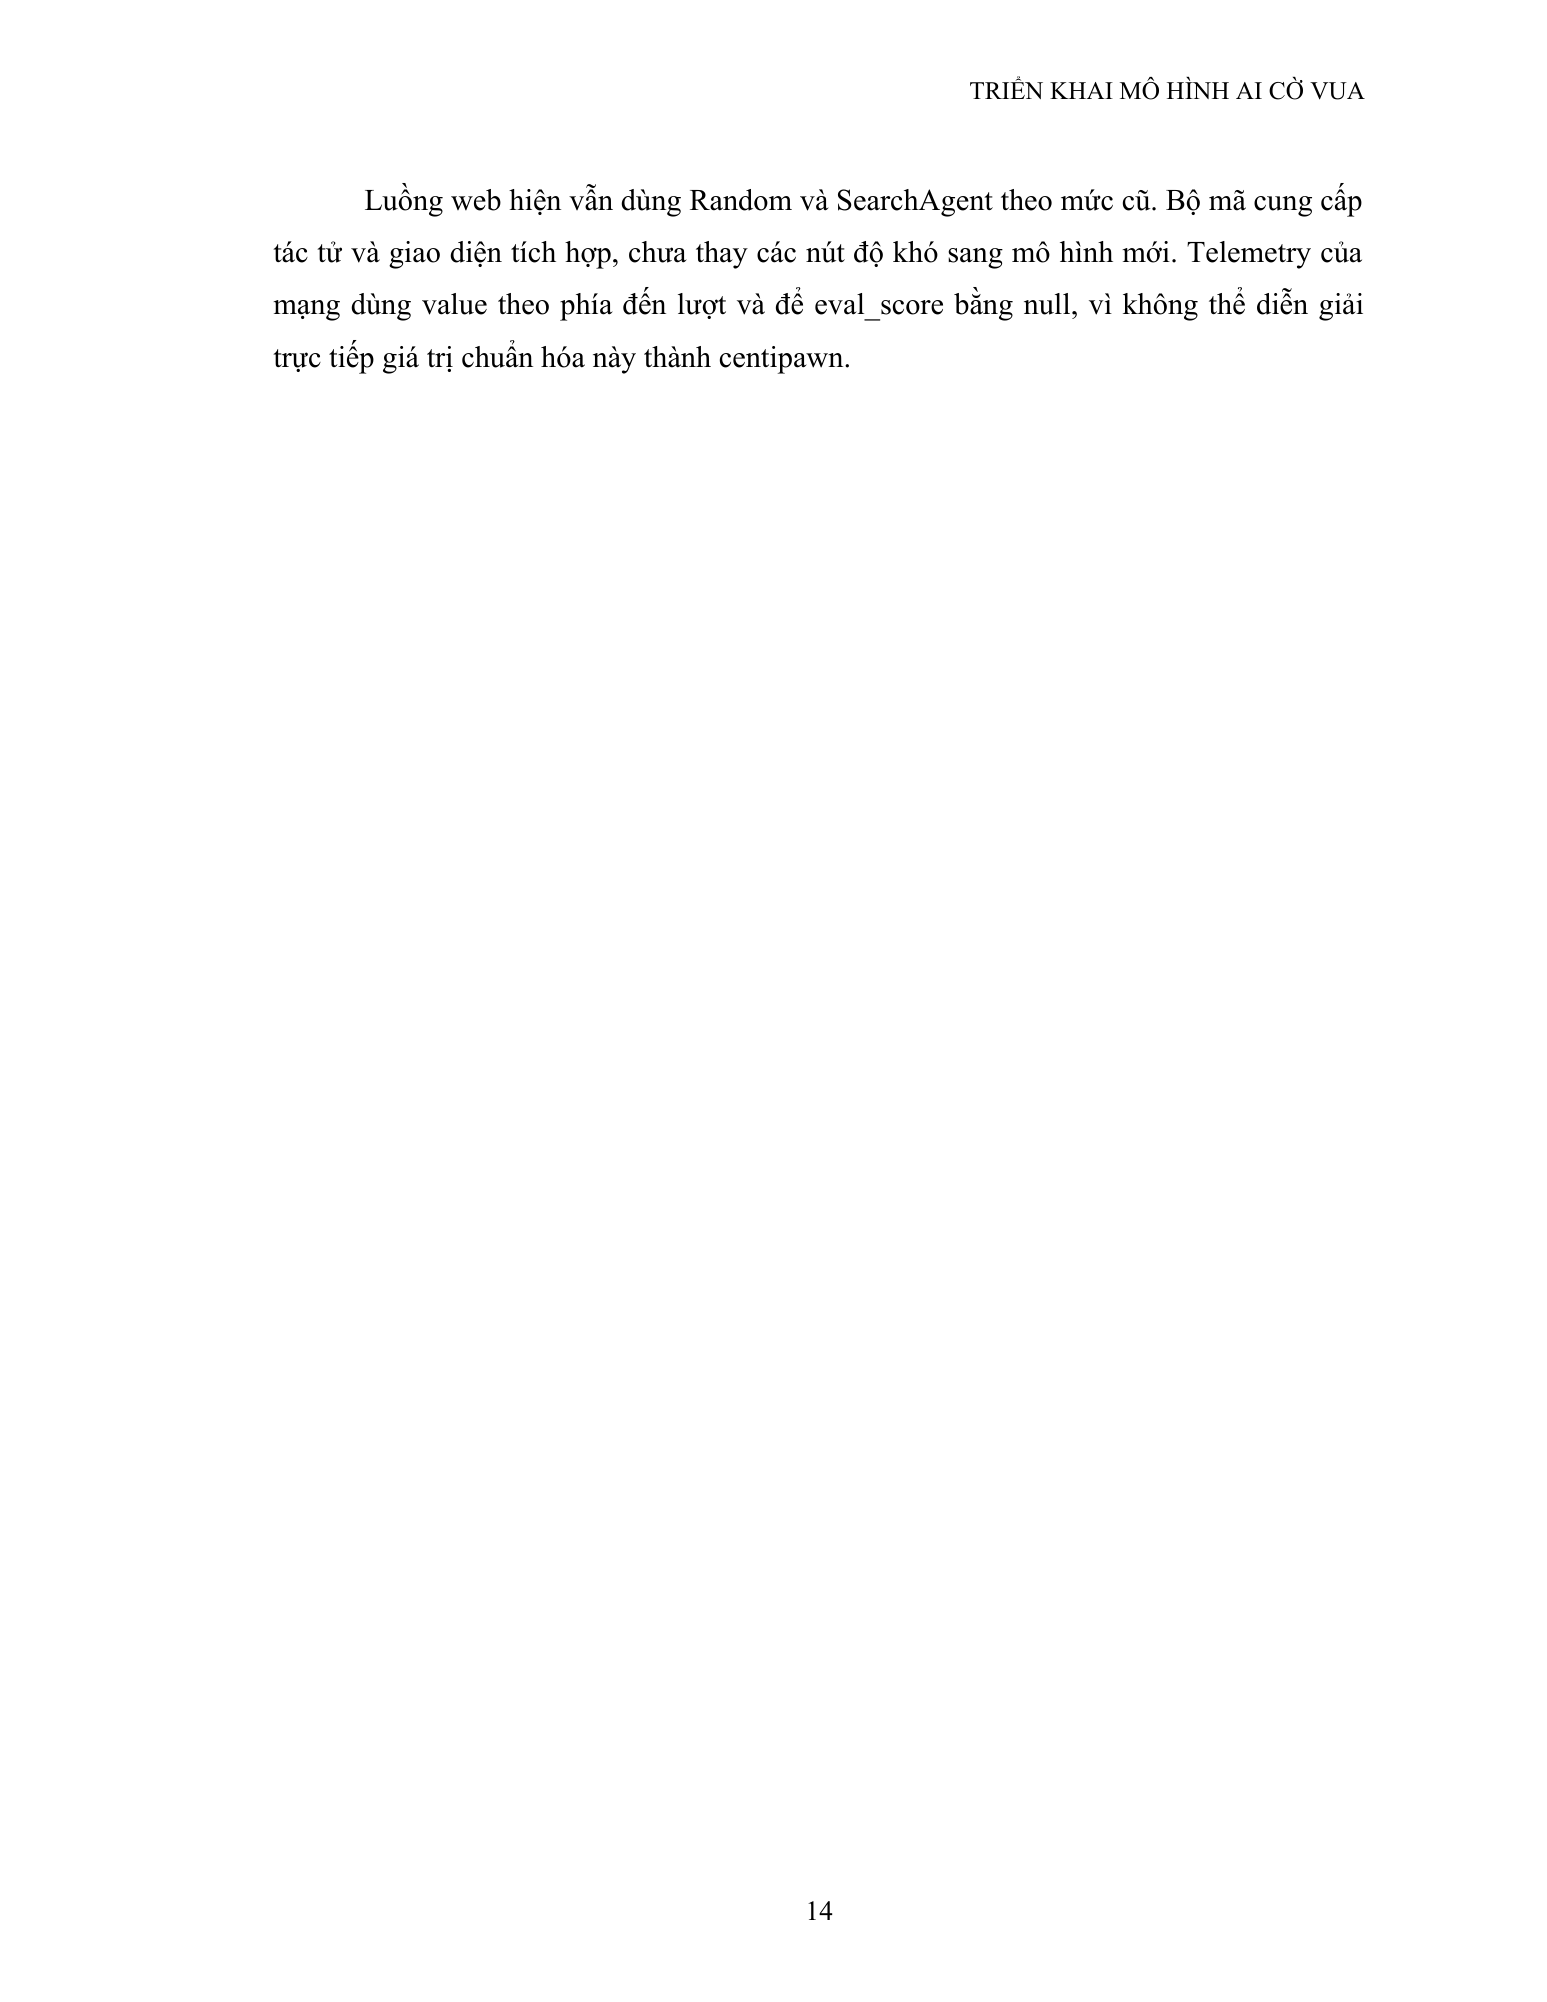 TRIỂN KHAI MÔ HÌNH AI CỜ VUA
Luồng web hiện vẫn dùng Random và SearchAgent theo mức cũ. Bộ mã cung cấp
tác tử và giao diện tích hợp, chưa thay các nút độ khó sang mô hình mới. Telemetry của
mạng dùng value theo phía đến lượt và để eval_score bằng null, vì không thể diễn giải
trực tiếp giá trị chuẩn hóa này thành centipawn.
14